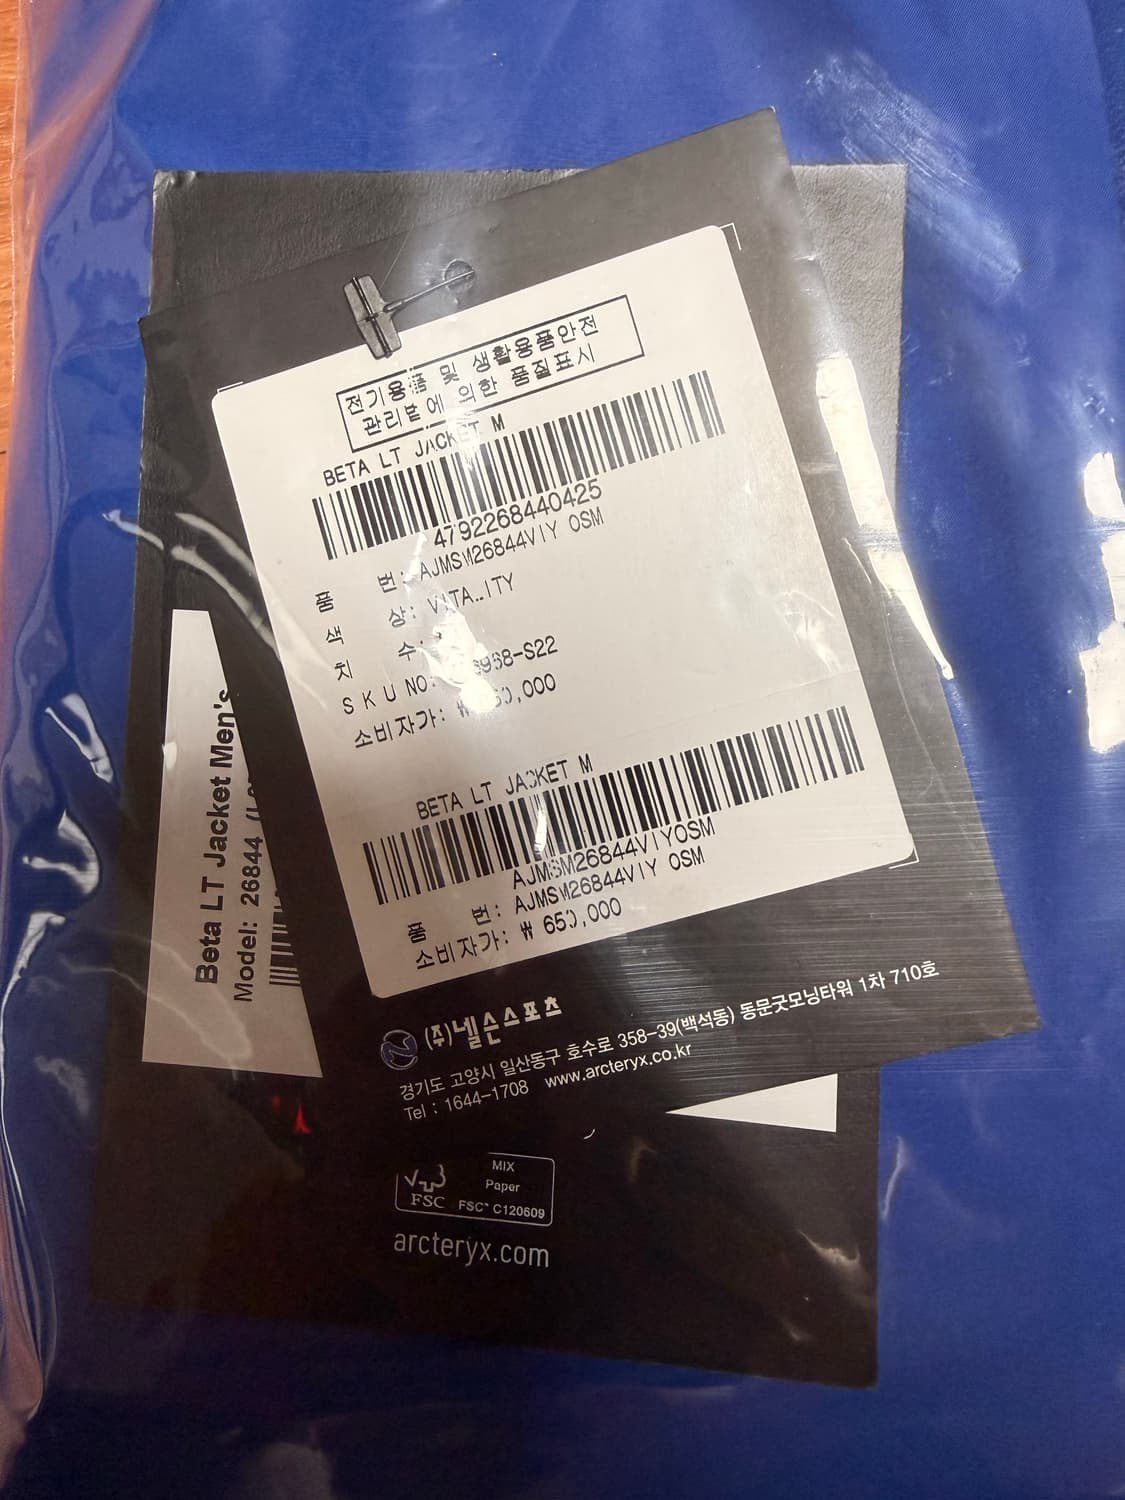 전기용품 및 생활용품안전
관리법에 의한 품질표시
BETA LT JACKET M
4792268440425
품 번: AJMSM26844VIY OSM
색 상:
치 수:
SKU NO: -S22
소비자가: ₩
BETA LT JACKET M
AJMSM26844VIYOSM
품 번: AJMSM26844VIY OSM
소비자가: ₩ 650,000
(주)넬슨스포츠
경기도 고양시 일산동구 호수로 358-39(백석동) 동문굿모닝타워 1차 710호
Tel : 1644-1708 www.arcteryx.co.kr
Beta LT Jacket Men's
Model: 26844
FSC
MIX
Paper
FSC™ C120609
arcteryx.com